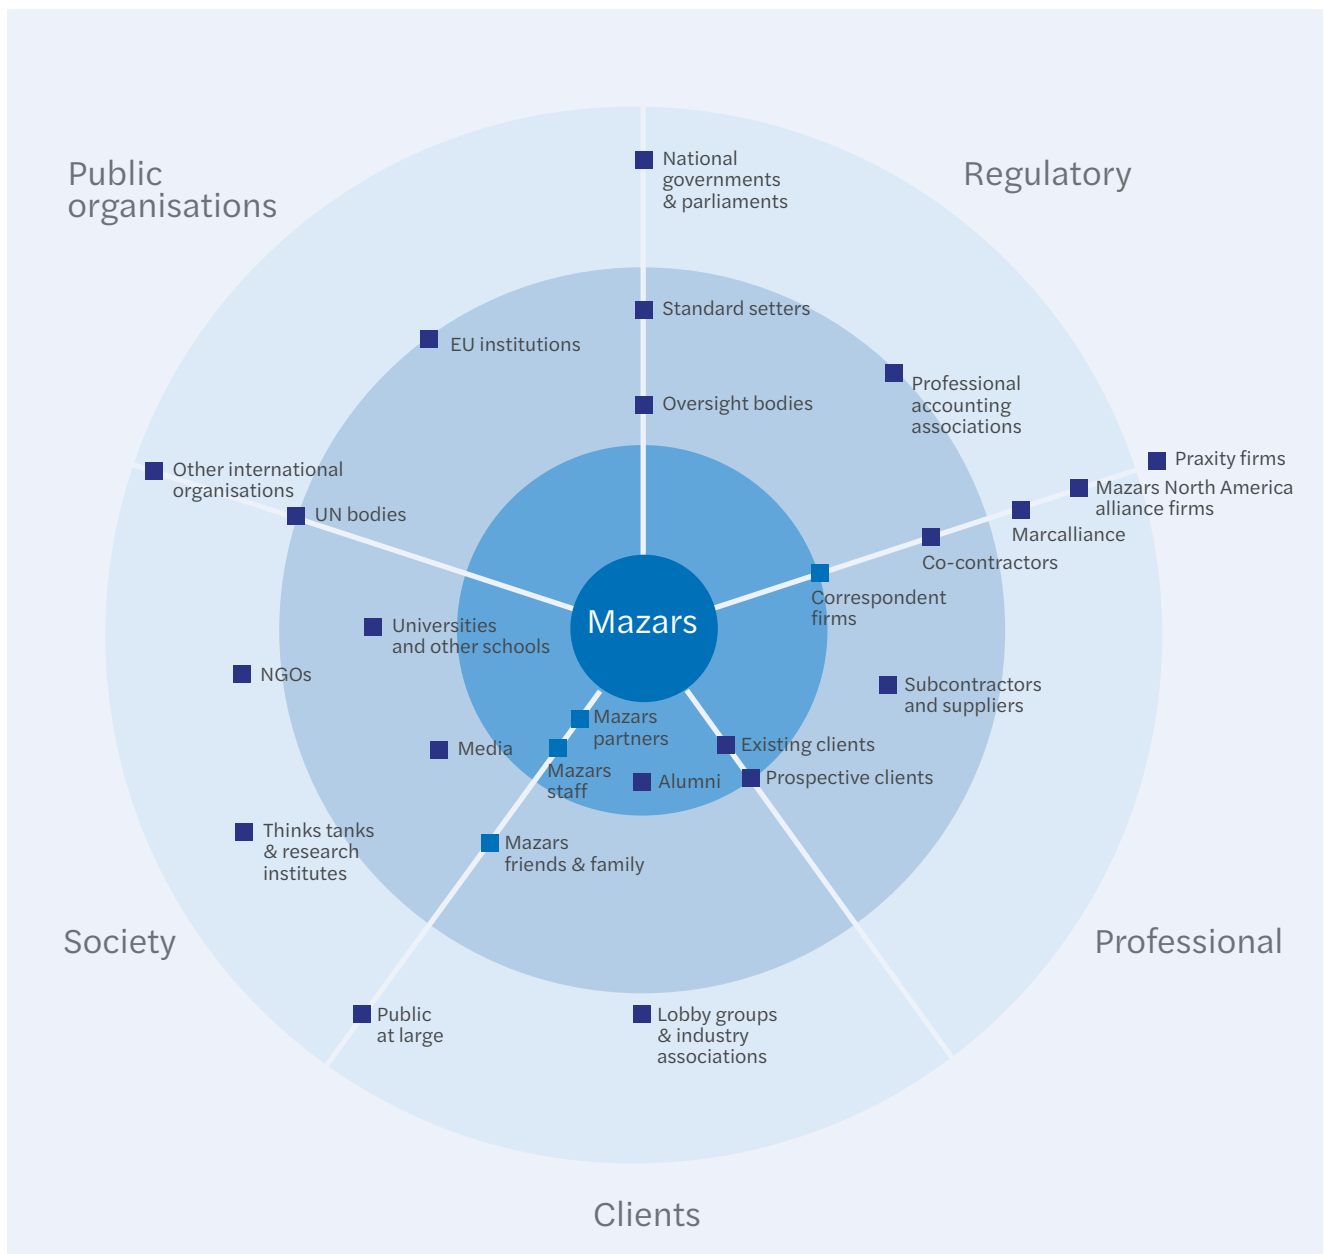 Public
organisations
Regulatory
National
governments
& parliaments
Standard setters
EU institutions
Oversight bodies
Professional
accounting
associations
Praxity firms
Mazars North America
alliance firms
Marcalliance
Co-contractors
Other international
organisations
UN bodies
Correspondent
firms
Mazars
Universities
and other schools
NGOs
Subcontractors
and suppliers
Mazars
partners
Existing clients
Media
Mazars
staff
Alumni
Prospective clients
Thinks tanks
& research
institutes
Mazars
friends & family
Society
Professional
Public
at large
Lobby groups
& industry
associations
Clients